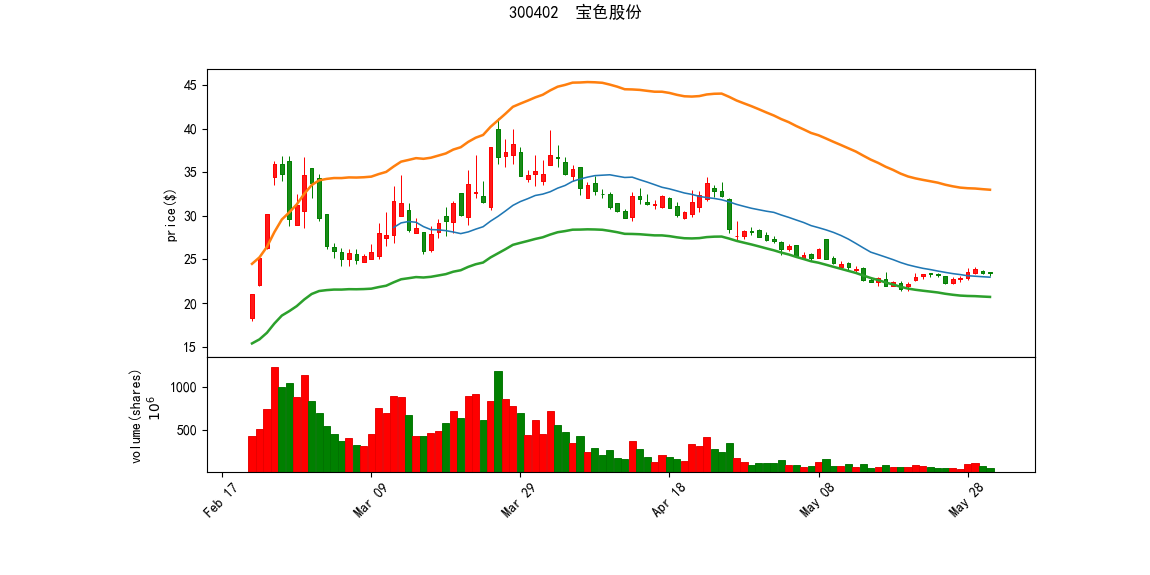 300402 宝色股份
price($)
45
40
35
30
25
20
15
volume(shares)
10^6
1000
500
Feb 17
Mar 09
Mar 29
Apr 18
May 08
May 28